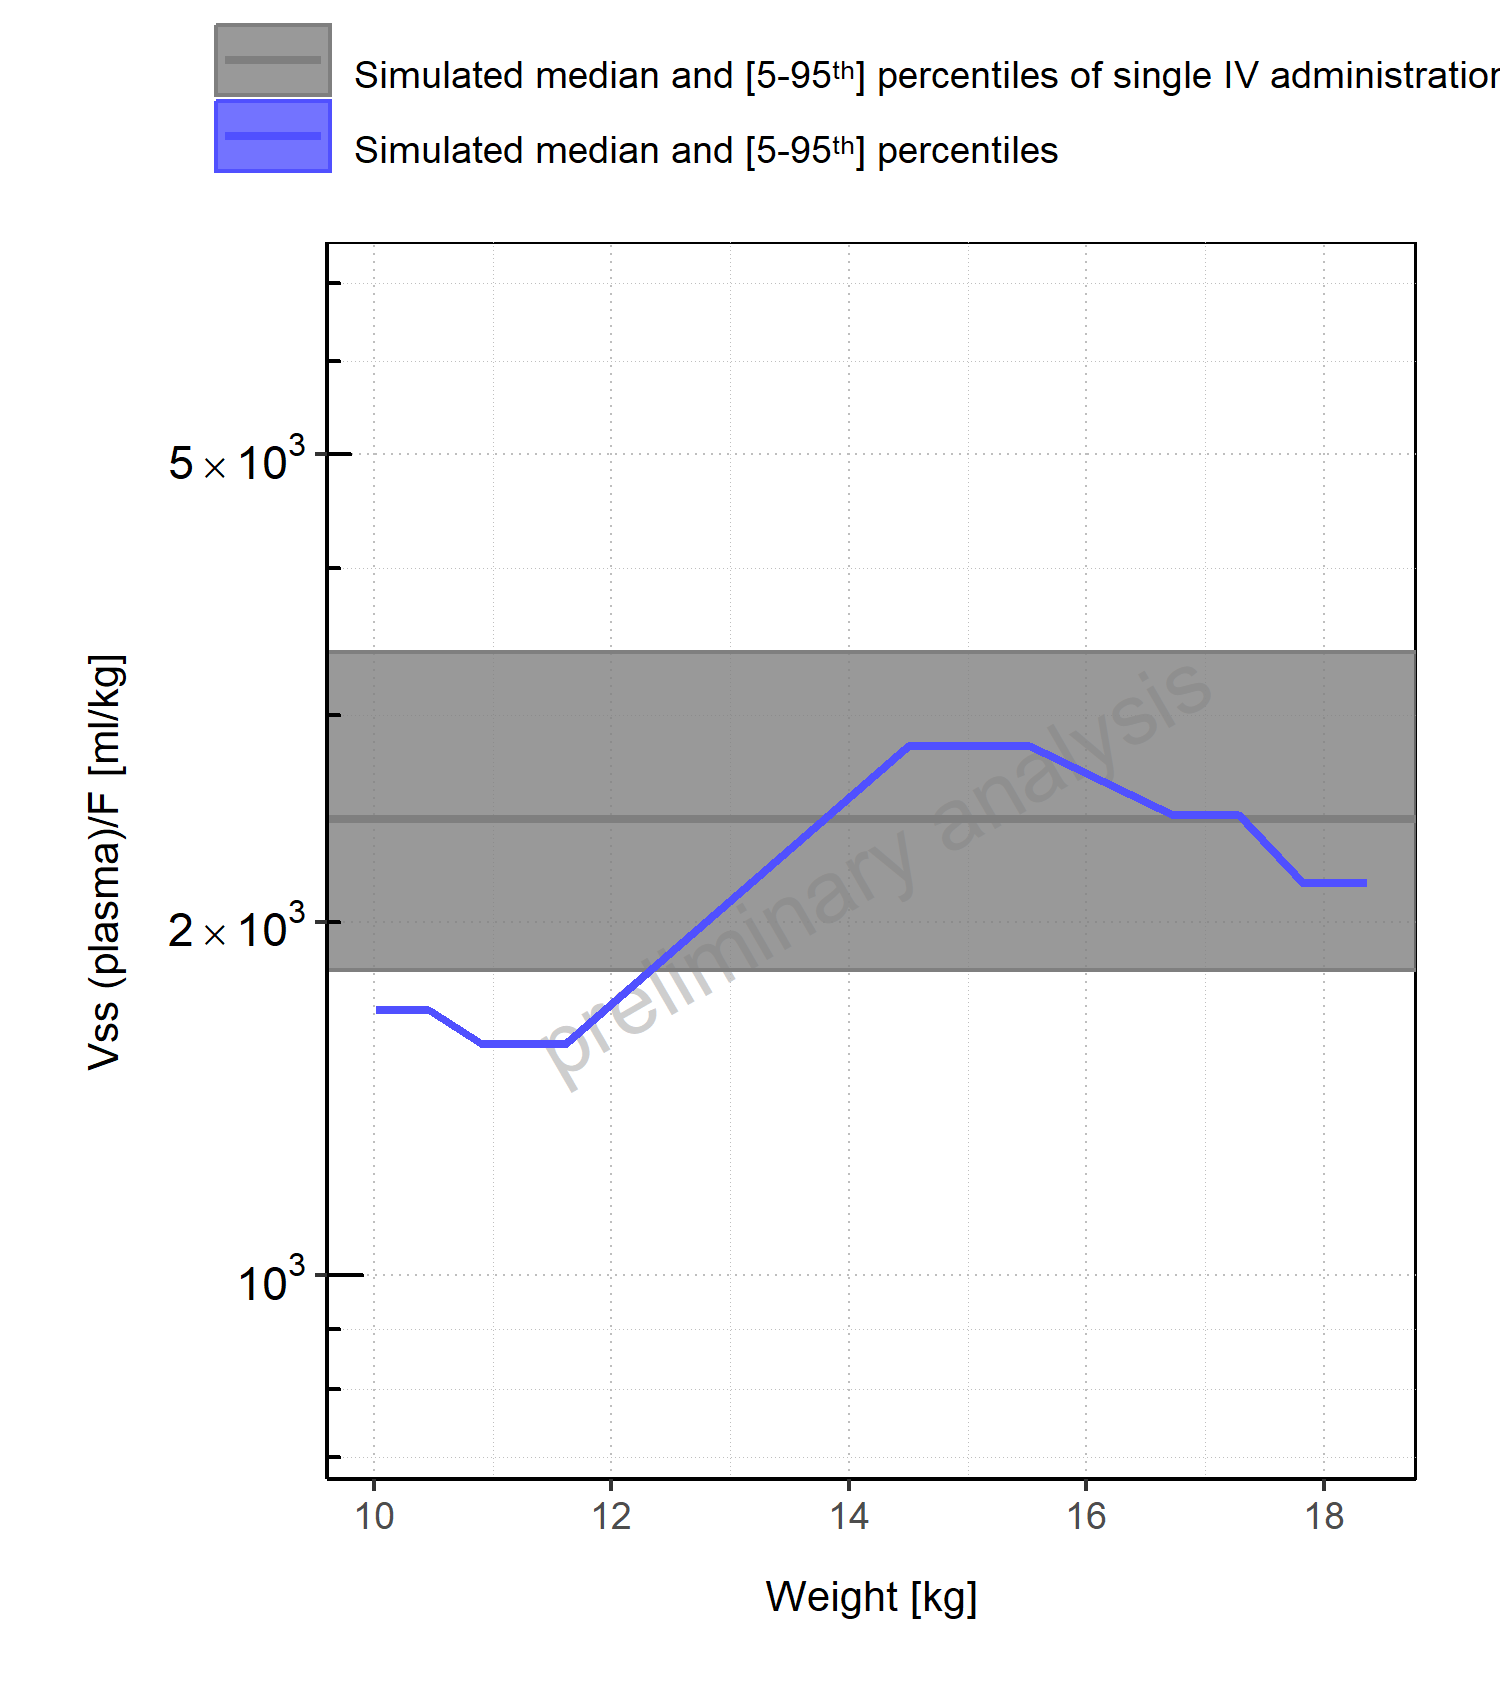 Simulated median and [5-95th] percentiles of single IV administration
Simulated median and [5-95th] percentiles
5 × 10³
2 × 10³
10³
Vss (plasma)/F [ml/kg]
preliminary analysis
10 12 14 16 18
Weight [kg]